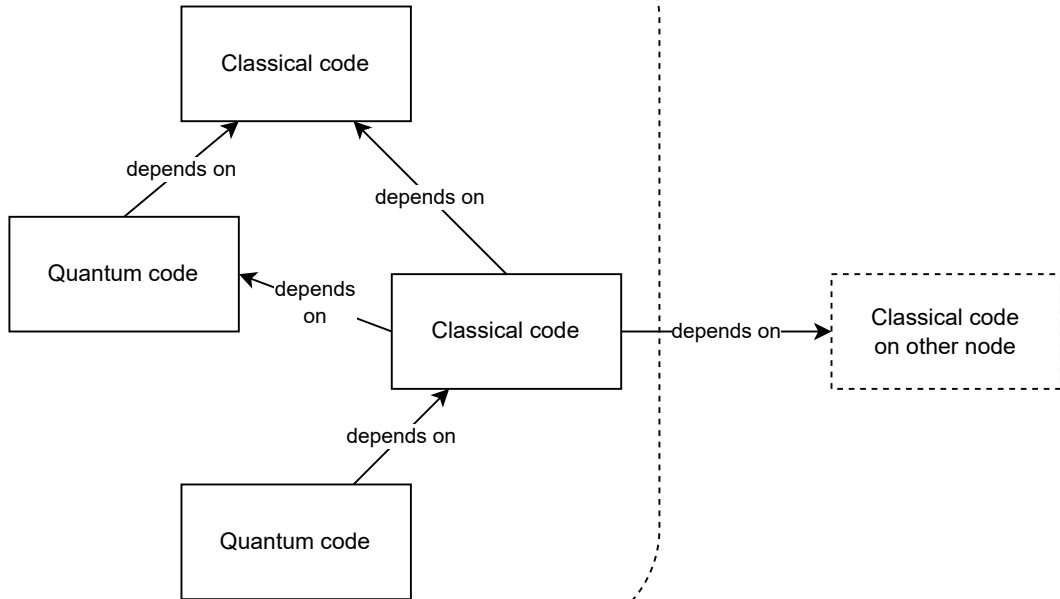 Classical code
depends on
depends on
Quantum code
depends
on
Classical code
depends on
Classical code
on other node
depends on
Quantum code